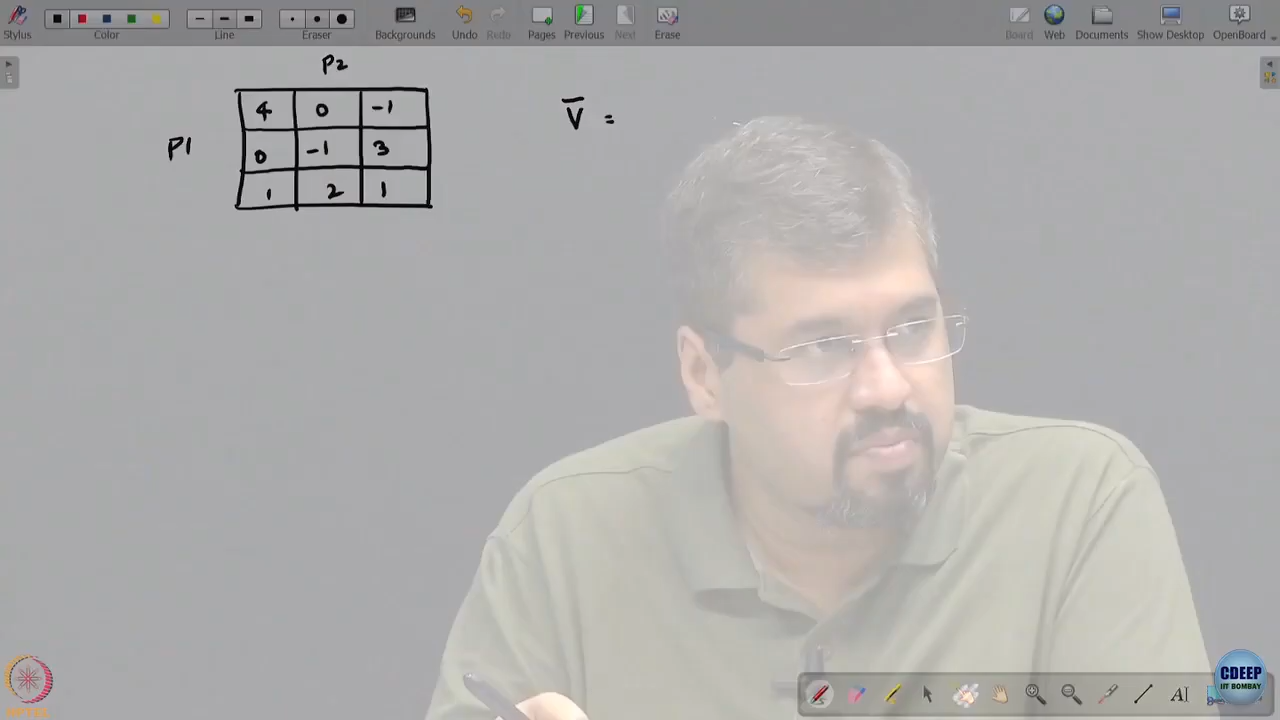 Stylus Color Line Eraser Backgrounds Undo Redo Pages Previous Next Erase Board Web Documents Show Desktop OpenBoard
P2
4 0 -1
P1 0 -1 3
1 2 1
V̅ =
CDEEP
IIT BOMBAY
NPTEL